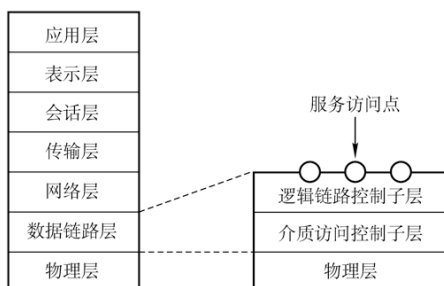 应用层
表示层
会话层
传输层
网络层
数据链路层
物理层
服务访问点
逻辑链路控制子层
介质访问控制子层
物理层